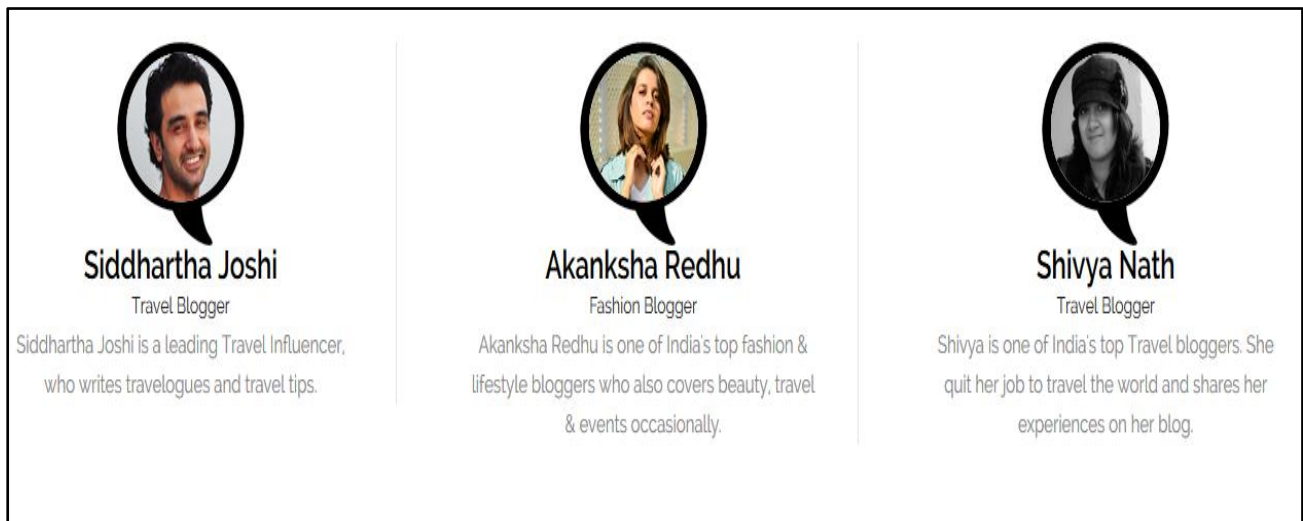 Siddhartha Joshi
Travel Blogger
Siddhartha Joshi is a leading Travel Influencer,
who writes travelogues and travel tips.
Akanksha Redhu
Fashion Blogger
Akanksha Redhu is one of India's top fashion &
lifestyle bloggers who also covers beauty, travel
& events occasionally.
Shivya Nath
Travel Blogger
Shivya is one of India's top Travel bloggers. She
quit her job to travel the world and shares her
experiences on her blog.